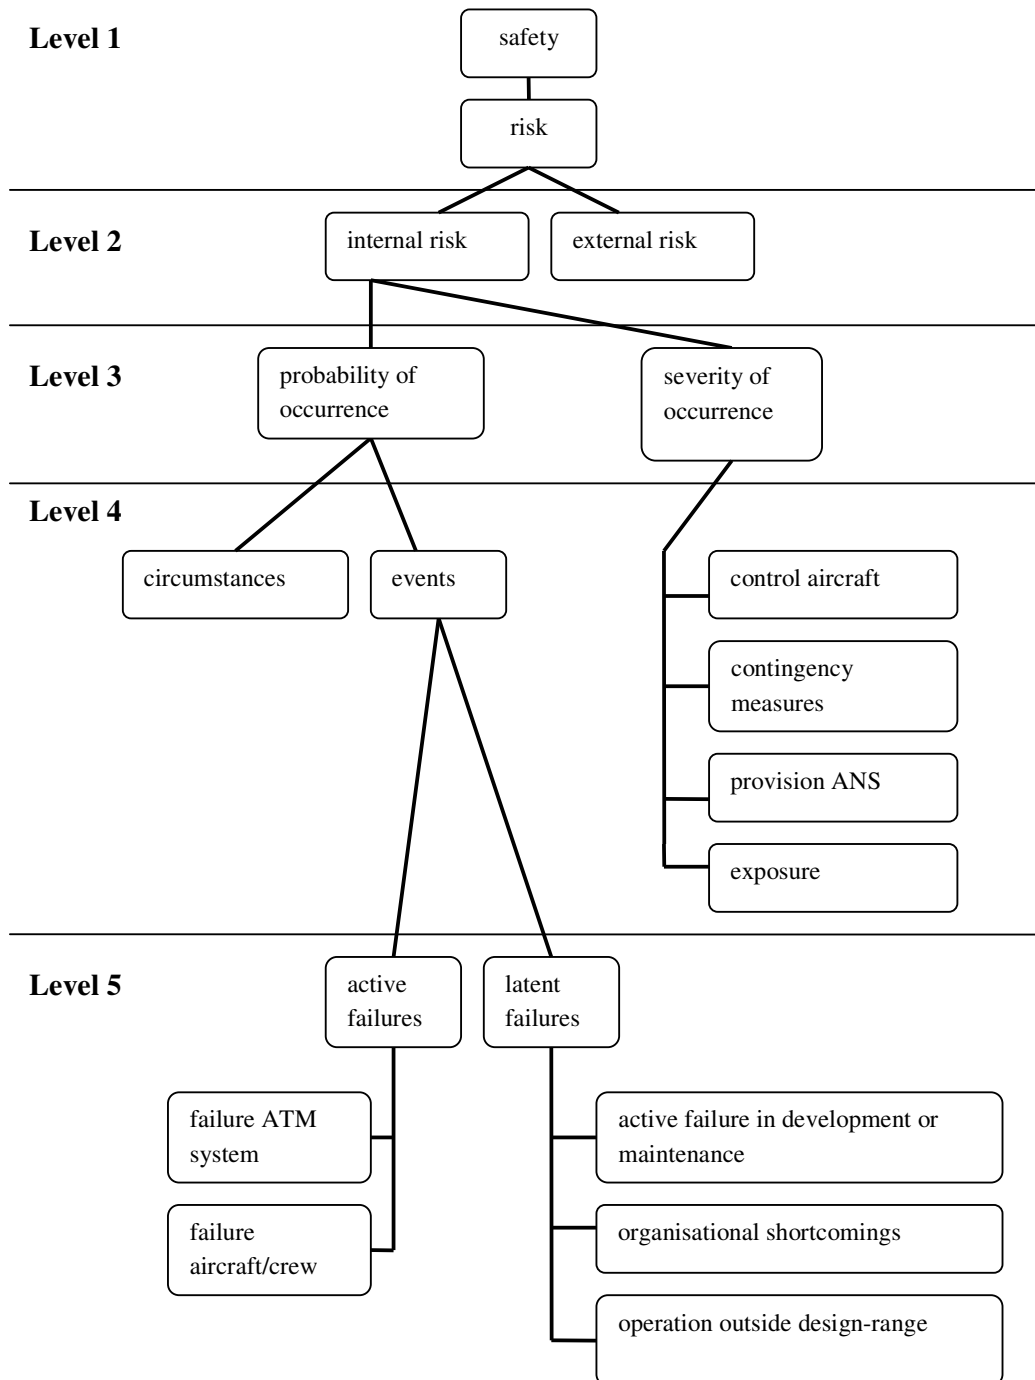 Level 1
safety
risk
Level 2
internal risk
external risk
Level 3
probability of
occurrence
severity of
occurrence
Level 4
circumstances
events
control aircraft
contingency
measures
provision ANS
exposure
Level 5
active
failures
latent
failures
failure ATM
system
failure
aircraft/crew
active failure in development or
maintenance
organisational shortcomings
operation outside design-range